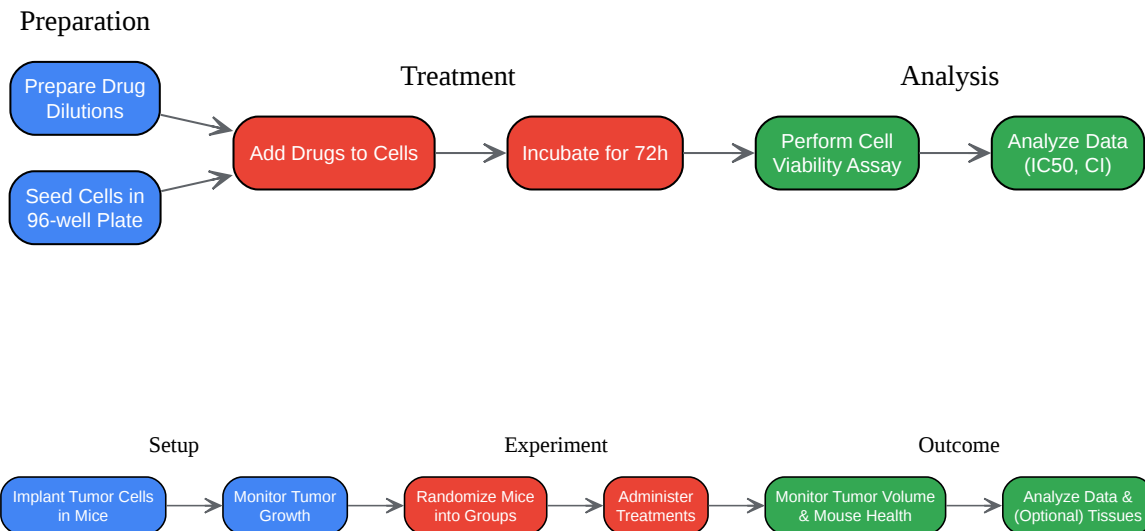 Preparation
Prepare Drug
Dilutions
Seed Cells in
96-well Plate
Treatment
Add Drugs to Cells
Incubate for 72h
Analysis
Perform Cell
Viability Assay
Analyze Data
(IC50, CI)
Setup
Implant Tumor Cells
in Mice
Monitor Tumor
Growth
Experiment
Randomize Mice
into Groups
Administer
Treatments
Outcome
Monitor Tumor Volume
& Mouse Health
Analyze Data &
(Optional) Tissues